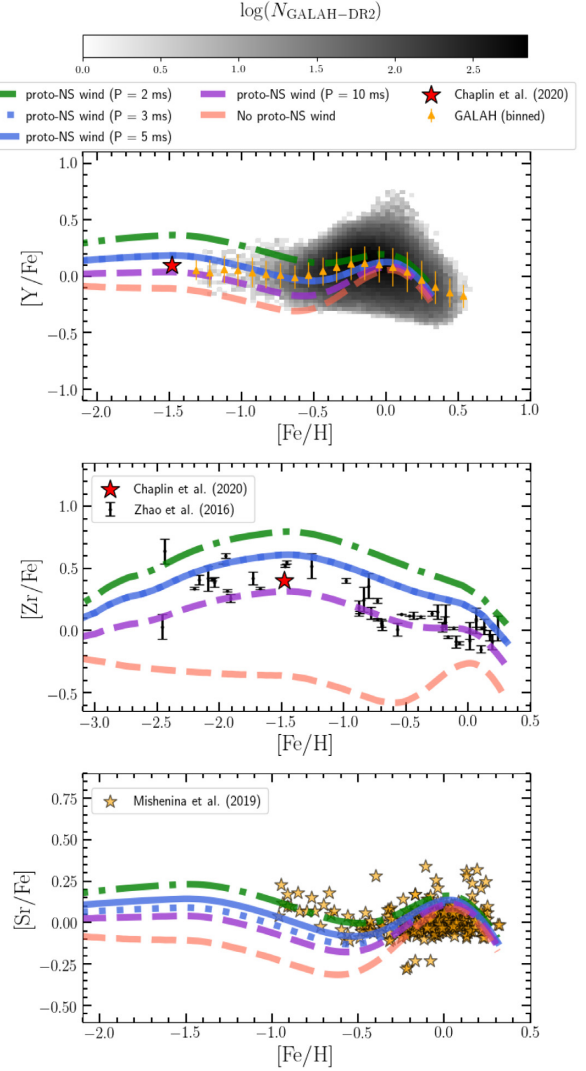 log(N_GALAH−DR2)
0.0 0.5 1.0 1.5 2.0 2.5
proto-NS wind (P = 2 ms)
proto-NS wind (P = 3 ms)
proto-NS wind (P = 5 ms)
proto-NS wind (P = 10 ms)
No proto-NS wind
Chaplin et al. (2020)
GALAH (binned)
[Y/Fe]
1.0
0.5
0.0
−0.5
−1.0
−2.0 −1.5 −1.0 −0.5 0.0 0.5 1.0
[Fe/H]
Chaplin et al. (2020)
Zhao et al. (2016)
[Zr/Fe]
1.0
0.5
0.0
−0.5
−3.0 −2.5 −2.0 −1.5 −1.0 −0.5 0.0 0.5
[Fe/H]
Mishenina et al. (2019)
[Sr/Fe]
0.75
0.50
0.25
0.00
−0.25
−0.50
−2.0 −1.5 −1.0 −0.5 0.0 0.5
[Fe/H]